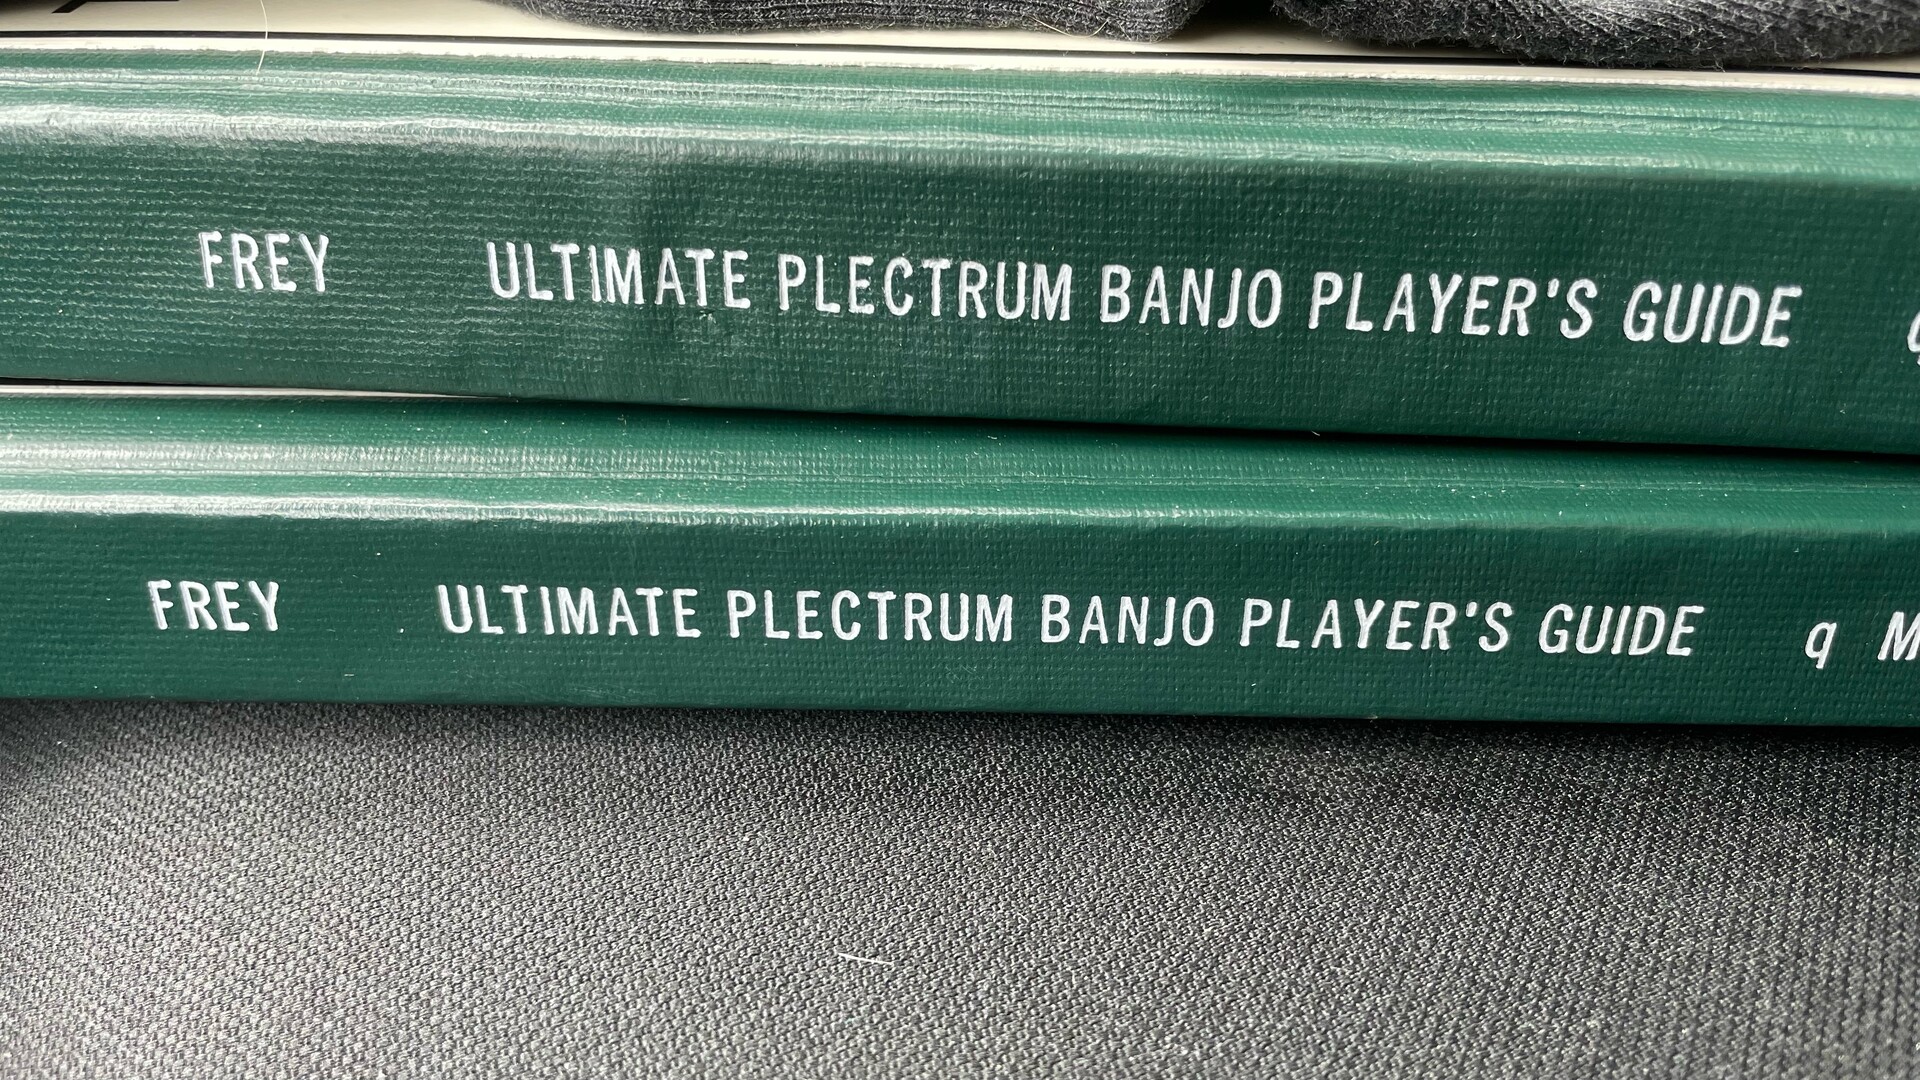 FREY ULTIMATE PLECTRUM BANJO PLAYER'S GUIDE
FREY ULTIMATE PLECTRUM BANJO PLAYER'S GUIDE q M